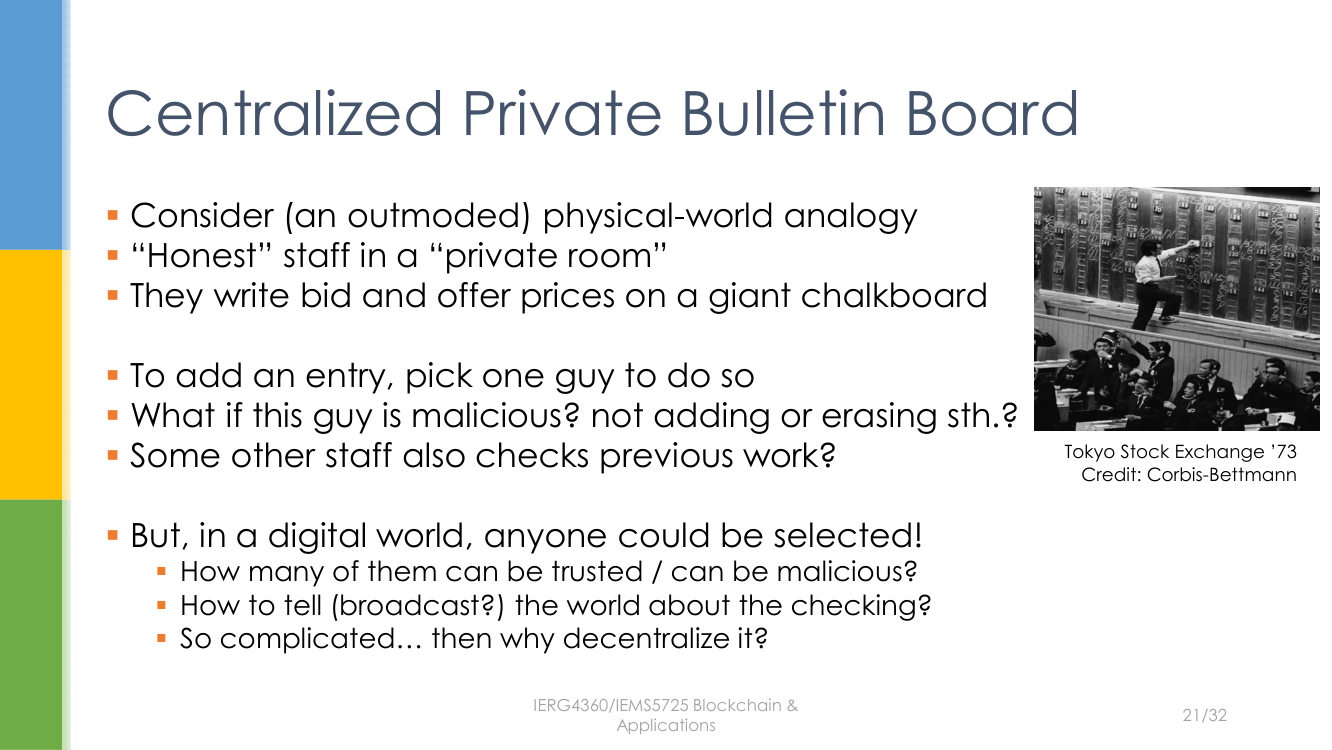 Centralized Private Bulletin Board
▪ Consider (an outmoded) physical-world analogy
▪ “Honest” staff in a “private room”
▪ They write bid and offer prices on a giant chalkboard
▪ To add an entry, pick one guy to do so
▪ What if this guy is malicious? not adding or erasing sth.?
▪ Some other staff also checks previous work?
Tokyo Stock Exchange ’73
Credit: Corbis-Bettmann
▪ But, in a digital world, anyone could be selected!
▪ How many of them can be trusted / can be malicious?
▪ How to tell (broadcast?) the world about the checking?
▪ So complicated… then why decentralize it?
IERG4360/IEMS5725 Blockchain &
Applications
21/32